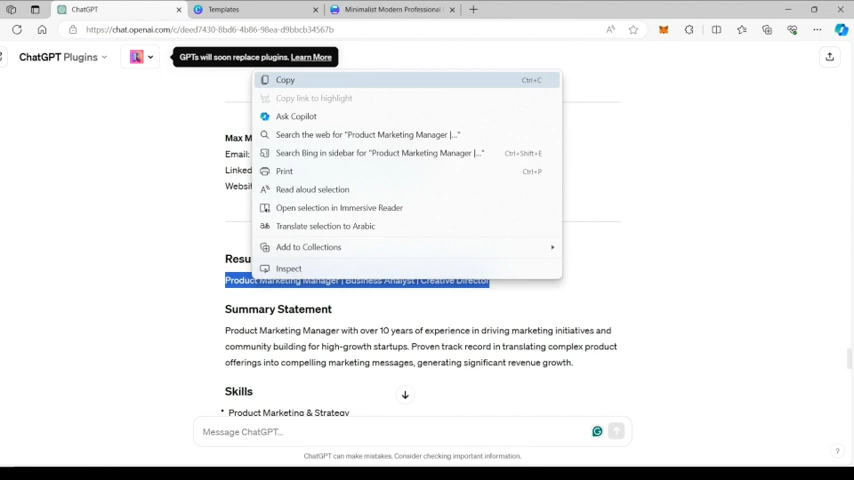 ChatGPT
Templates
Minimalist Modern Professional
https://chat.openai.com/c/deed7430-8bd6-4b86-98ea-d9bbcb34567b
ChatGPT Plugins
GPTs will soon replace plugins. Learn More
Copy Ctrl+C
Copy link to highlight
Ask Copilot
Search the web for "Product Marketing Manager |..."
Search Bing in sidebar for "Product Marketing Manager |..." Ctrl+Shift+E
Print Ctrl+P
Read aloud selection
Open selection in Immersive Reader
Translate selection to Arabic
Add to Collections
Inspect
Max M
Email:
Linked
Website
Resu
Product Marketing Manager | Business Analyst | Creative Director
Summary Statement
Product Marketing Manager with over 10 years of experience in driving marketing initiatives and
community building for high-growth startups. Proven track record in translating complex product
offerings into compelling marketing messages, generating significant revenue growth.
Skills
• Product Marketing & Strategy
Message ChatGPT...
ChatGPT can make mistakes. Consider checking important information.
?